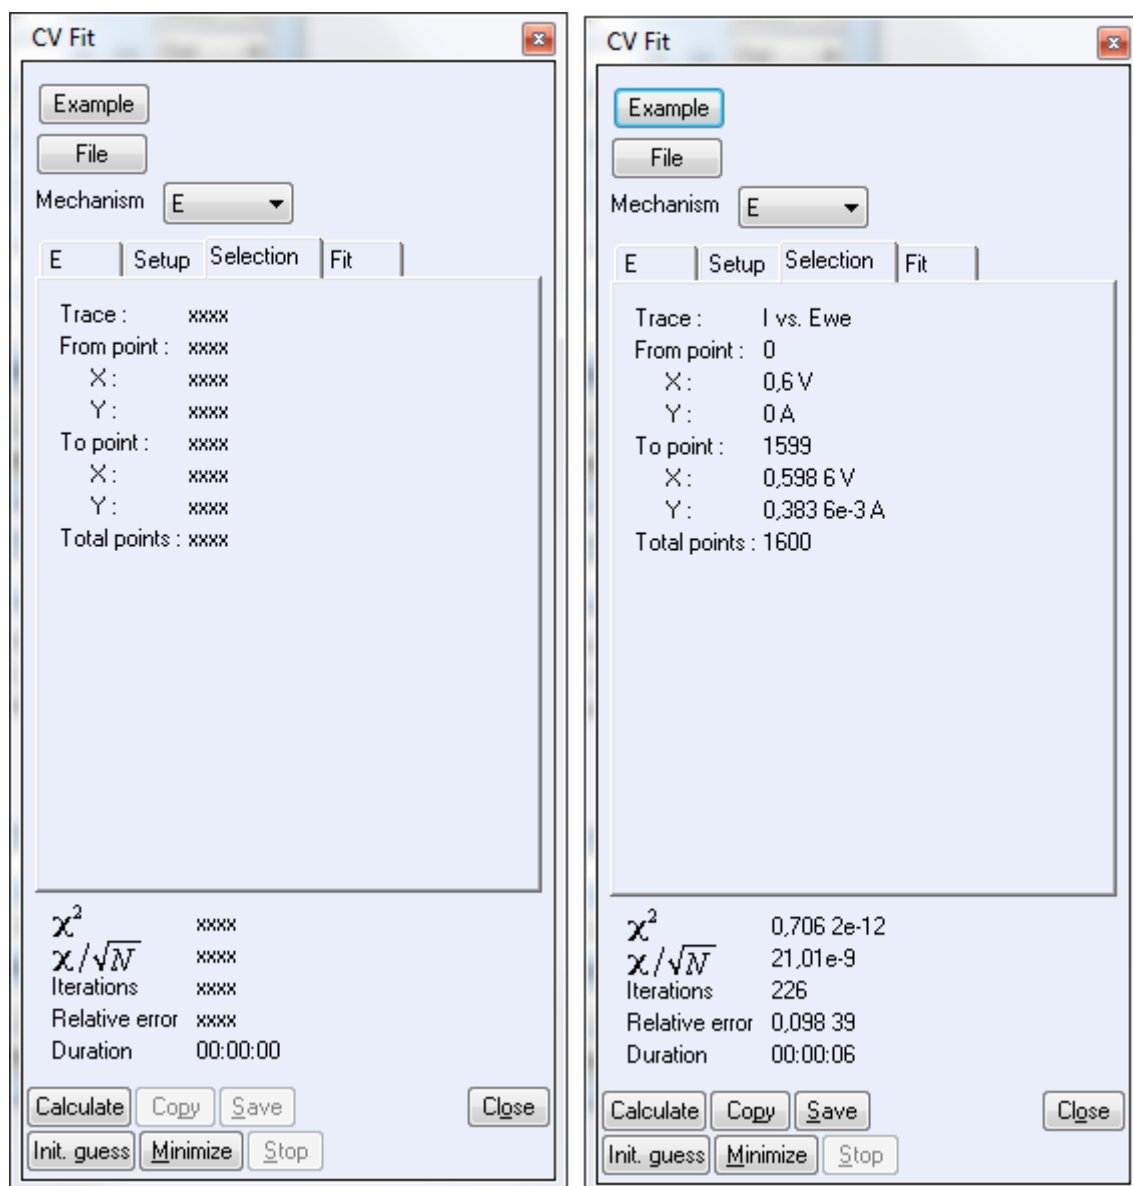 CV Fit
Example
File
Mechanism E
E Setup Selection Fit
Trace : xxxx
From point : xxxx
X : xxxx
Y : xxxx
To point : xxxx
X : xxxx
Y : xxxx
Total points : xxxx
χ² xxxx
χ/√N xxxx
Iterations xxxx
Relative error xxxx
Duration 00:00:00
Calculate Copy Save Close
Init. guess Minimize Stop
CV Fit
Example
File
Mechanism E
E Setup Selection Fit
Trace : I vs. Ewe
From point : 0
X : 0,6 V
Y : 0 A
To point : 1599
X : 0,598 6 V
Y : 0,383 6e-3 A
Total points : 1600
χ² 0,706 2e-12
χ/√N 21,01e-9
Iterations 226
Relative error 0,098 39
Duration 00:00:06
Calculate Copy Save Close
Init. guess Minimize Stop